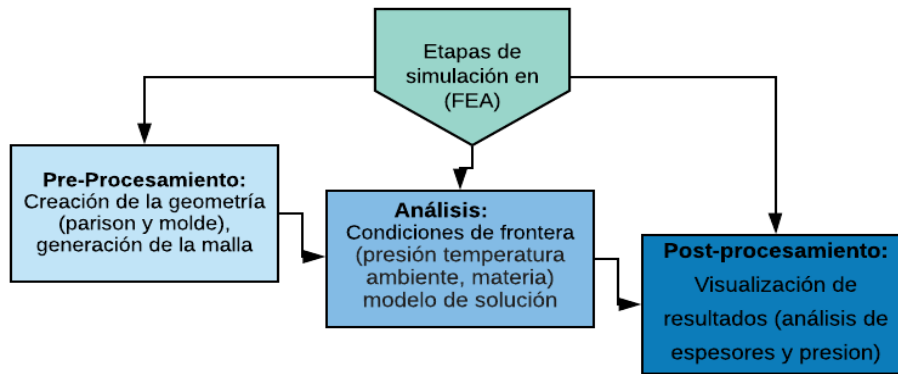 Etapas de
simulación en
(FEA)
Pre-Procesamiento:
Creación de la geometría
(parison y molde),
generación de la malla
Análisis:
Condiciones de frontera
(presión temperatura
ambiente, materia)
modelo de solución
Post-procesamiento:
Visualización de
resultados (análisis de
espesores y presion)